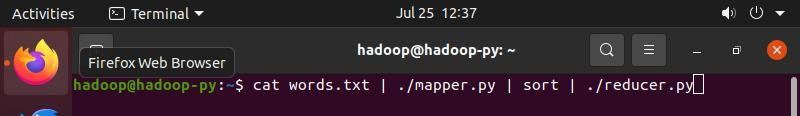 Activities Terminal Jul 25 12:37
hadoop@hadoop-py: ~
Firefox Web Browser
hadoop@hadoop-py:~$ cat words.txt | ./mapper.py | sort | ./reducer.py